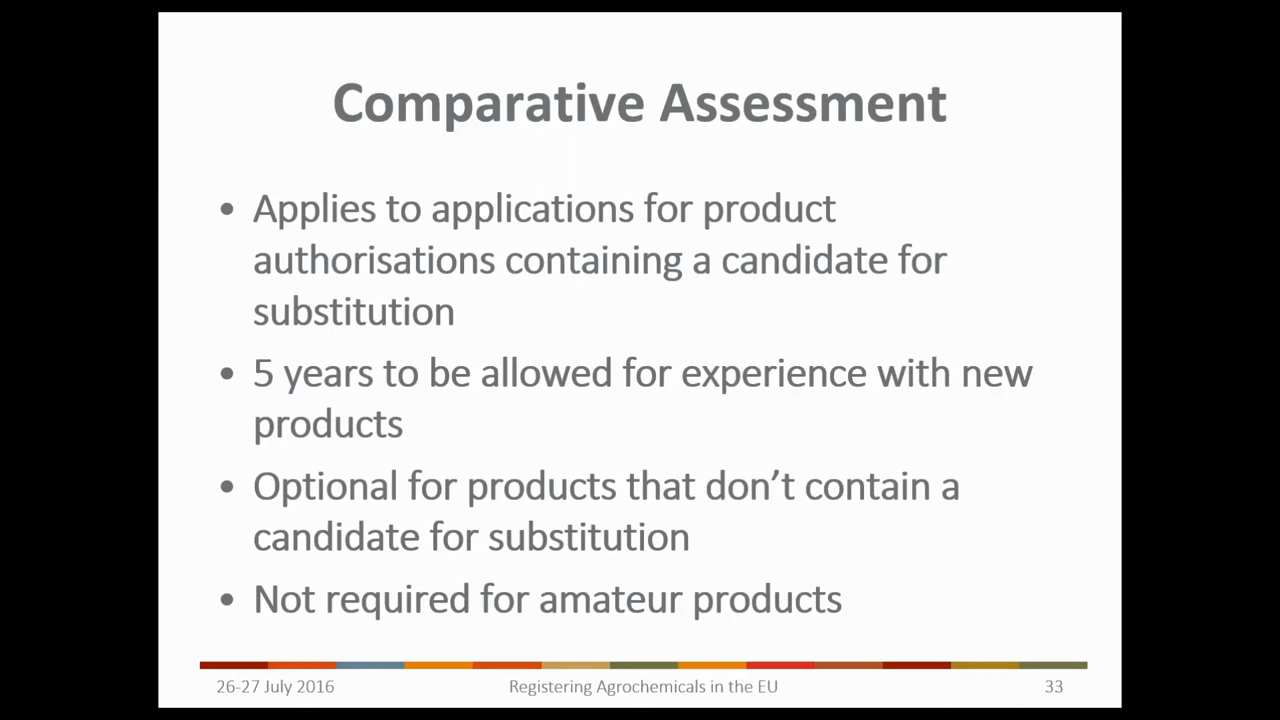 Comparative Assessment
• Applies to applications for product
authorisations containing a candidate for
substitution
• 5 years to be allowed for experience with new
products
• Optional for products that don’t contain a
candidate for substitution
• Not required for amateur products
26-27 July 2016
Registering Agrochemicals in the EU
33